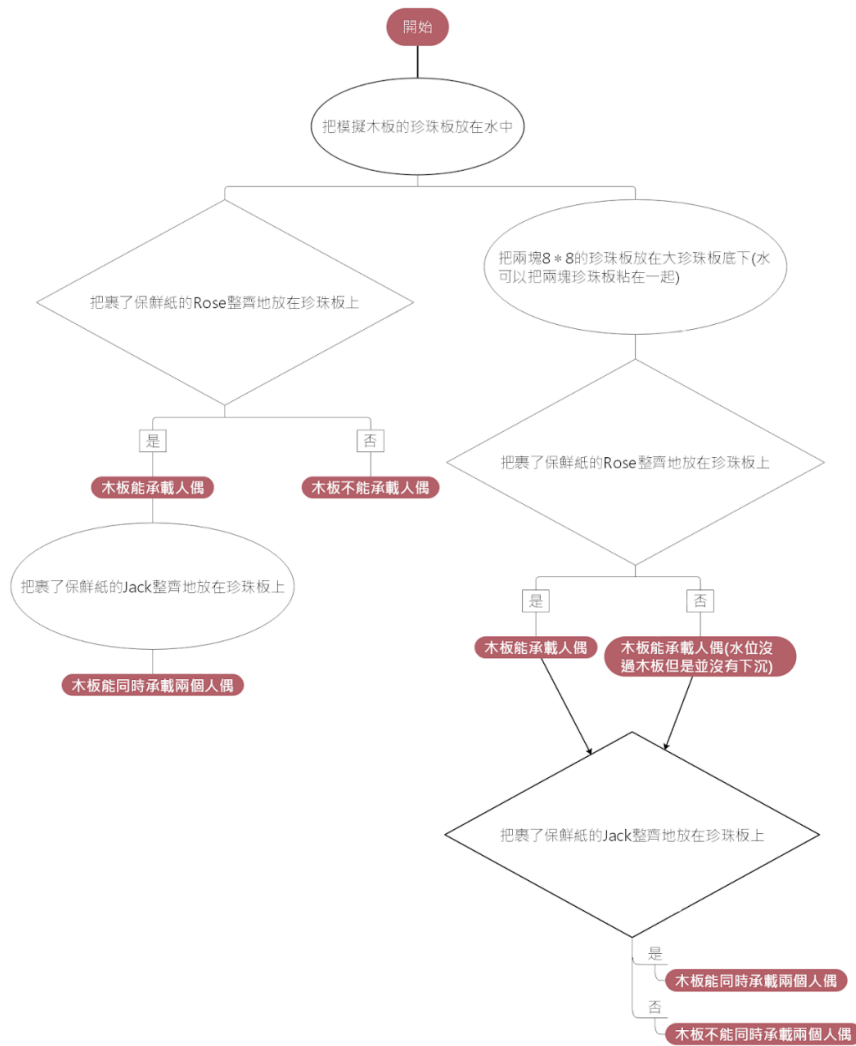 開始
把模擬木板的珍珠板放在水中
把裹了保鮮紙的Rose整齊地放在珍珠板上
是
否
木板能承載人偶
木板不能承載人偶
把裹了保鮮紙的Jack整齊地放在珍珠板上
木板能同時承載兩個人偶
把兩塊8*8的珍珠板放在大珍珠板底下(水
可以把兩塊珍珠板粘在一起)
把裹了保鮮紙的Rose整齊地放在珍珠板上
是
否
木板能承載人偶
木板能承載人偶(水位沒
過木板但是並沒有下沉)
把裹了保鮮紙的Jack整齊地放在珍珠板上
是
木板能同時承載兩個人偶
否
木板不能同時承載兩個人偶